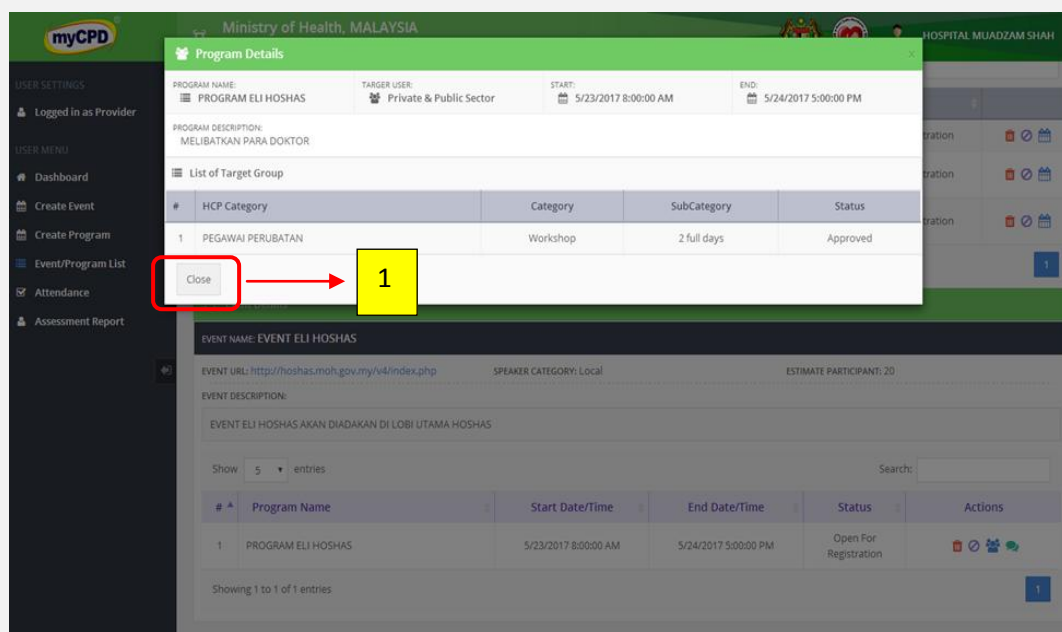 myCPD
Ministry of Health, MALAYSIA
HOSPITAL MUADZAM SHAH
Program Details
x
PROGRAM NAME: TARGER USER: START: END:
PROGRAM ELI HOSHAS Private & Public Sector 5/23/2017 8:00:00 AM 5/24/2017 5:00:00 PM
PROGRAM DESCRIPTION:
MELIBATKAN PARA DOKTOR
List of Target Group
# HCP Category Category SubCategory Status
1 PEGAWAI PERUBATAN Workshop 2 full days Approved
Close
1
USER SETTINGS
Logged in as Provider
USER MENU
Dashboard
Create Event
Create Program
Event/Program List
Attendance
Assessment Report
tration
tration
tration
1
EVENT NAME: EVENT ELI HOSHAS
EVENT URL: http://hoshas.moh.gov.my/v4/index.php SPEAKER CATEGORY: Local ESTIMATE PARTICIPANT: 20
EVENT DESCRIPTION:
EVENT ELI HOSHAS AKAN DIADAKAN DI LOBI UTAMA HOSHAS
Show 5 entries Search:
# Program Name Start Date/Time End Date/Time Status Actions
1 PROGRAM ELI HOSHAS 5/23/2017 8:00:00 AM 5/24/2017 5:00:00 PM Open For
Registration
Showing 1 to 1 of 1 entries
1